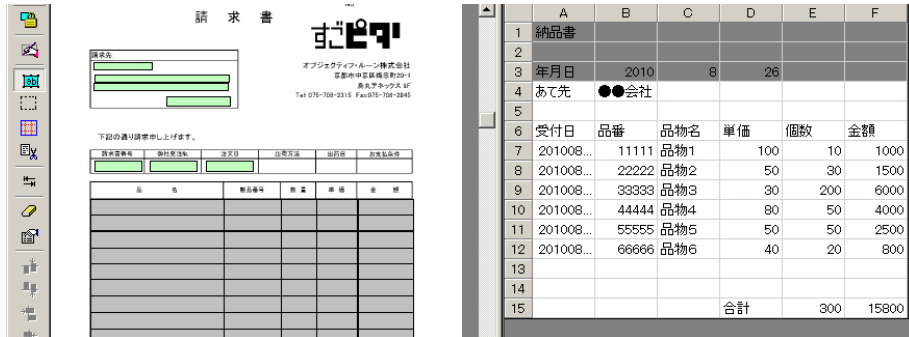 請 求 書
すごピタ!
請求先
オブジェクティブ・ルーン株式会社
烏丸アネックス 8F
Tel 075-708-2315 Fax075-708-2845
下記の通り請求申し上げます。
請求書番号 御社発注№ 注文日 出荷方法 出荷日 お支払条件
品 名 製品番号 数 量 単 価 金 額
A B C D E F
1 納品書
2
3 年月日 2010 8 26
4 あて先 ●●会社
5
6 受付日 品番 品物名 単価 個数 金額
7 201008... 11111 品物1 100 10 1000
8 201008... 22222 品物2 50 30 1500
9 201008... 33333 品物3 30 200 6000
10 201008... 44444 品物4 80 50 4000
11 201008... 55555 品物5 50 50 2500
12 201008... 66666 品物6 40 20 800
13
14
15 合計 300 15800